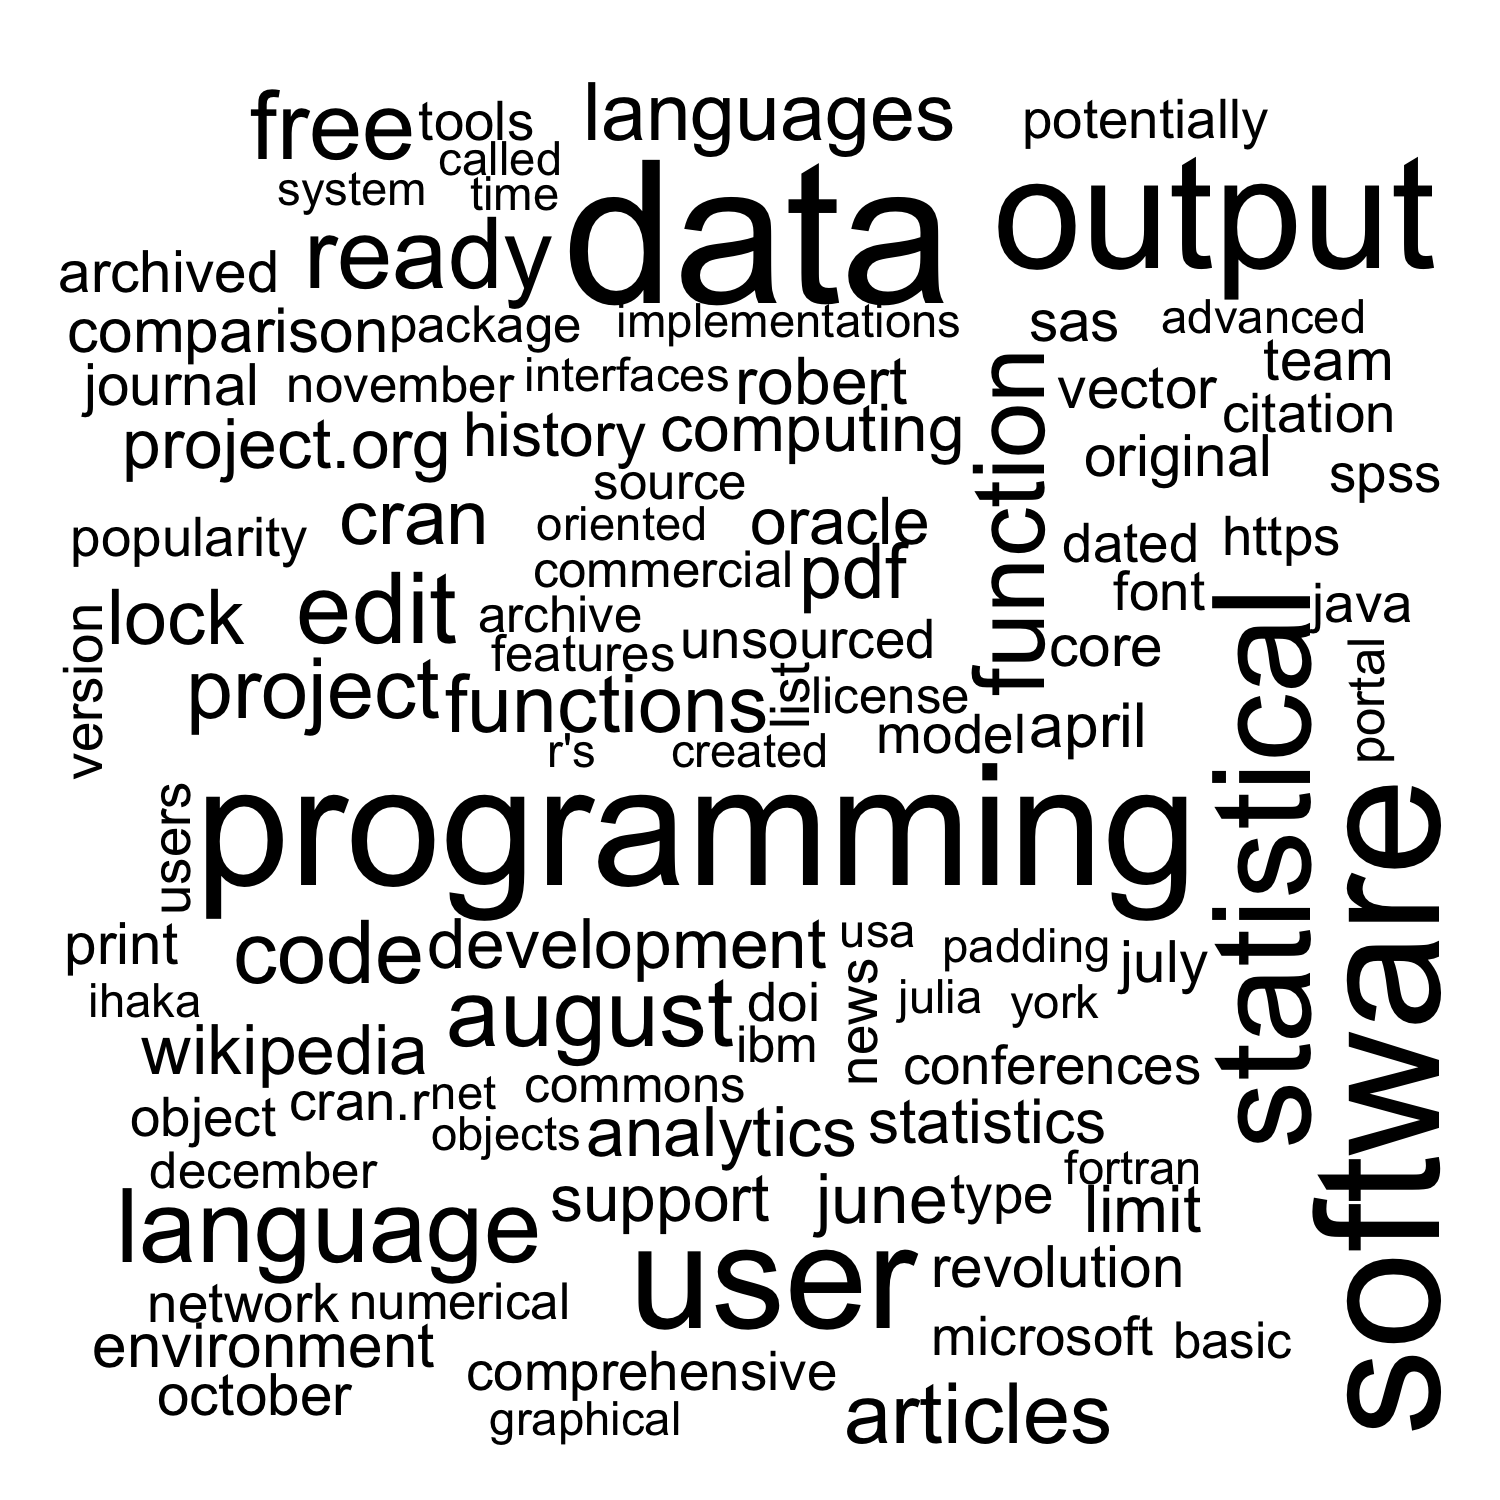 free
tools
languages
potentially
called
system
time
data
output
archived
ready
comparison
package
implementations
sas
advanced
journal
november
interfaces
robert
function
vector
team
citation
project.org
history
computing
original
spss
source
popularity
cran
oriented
oracle
dated
https
commercial
pdf
font
java
version
lock
edit
archive
unsourced
core
statistical
portal
features
project
functions
list
license
model
april
r's
created
users
programming
software
print
code
development
usa
padding
july
ihaka
august
doi
news
julia
york
wikipedia
ibm
conferences
object
cran.r
net
commons
objects
analytics
statistics
december
fortran
language
support
june
type
limit
user
revolution
network
numerical
environment
microsoft
basic
october
comprehensive
graphical
articles